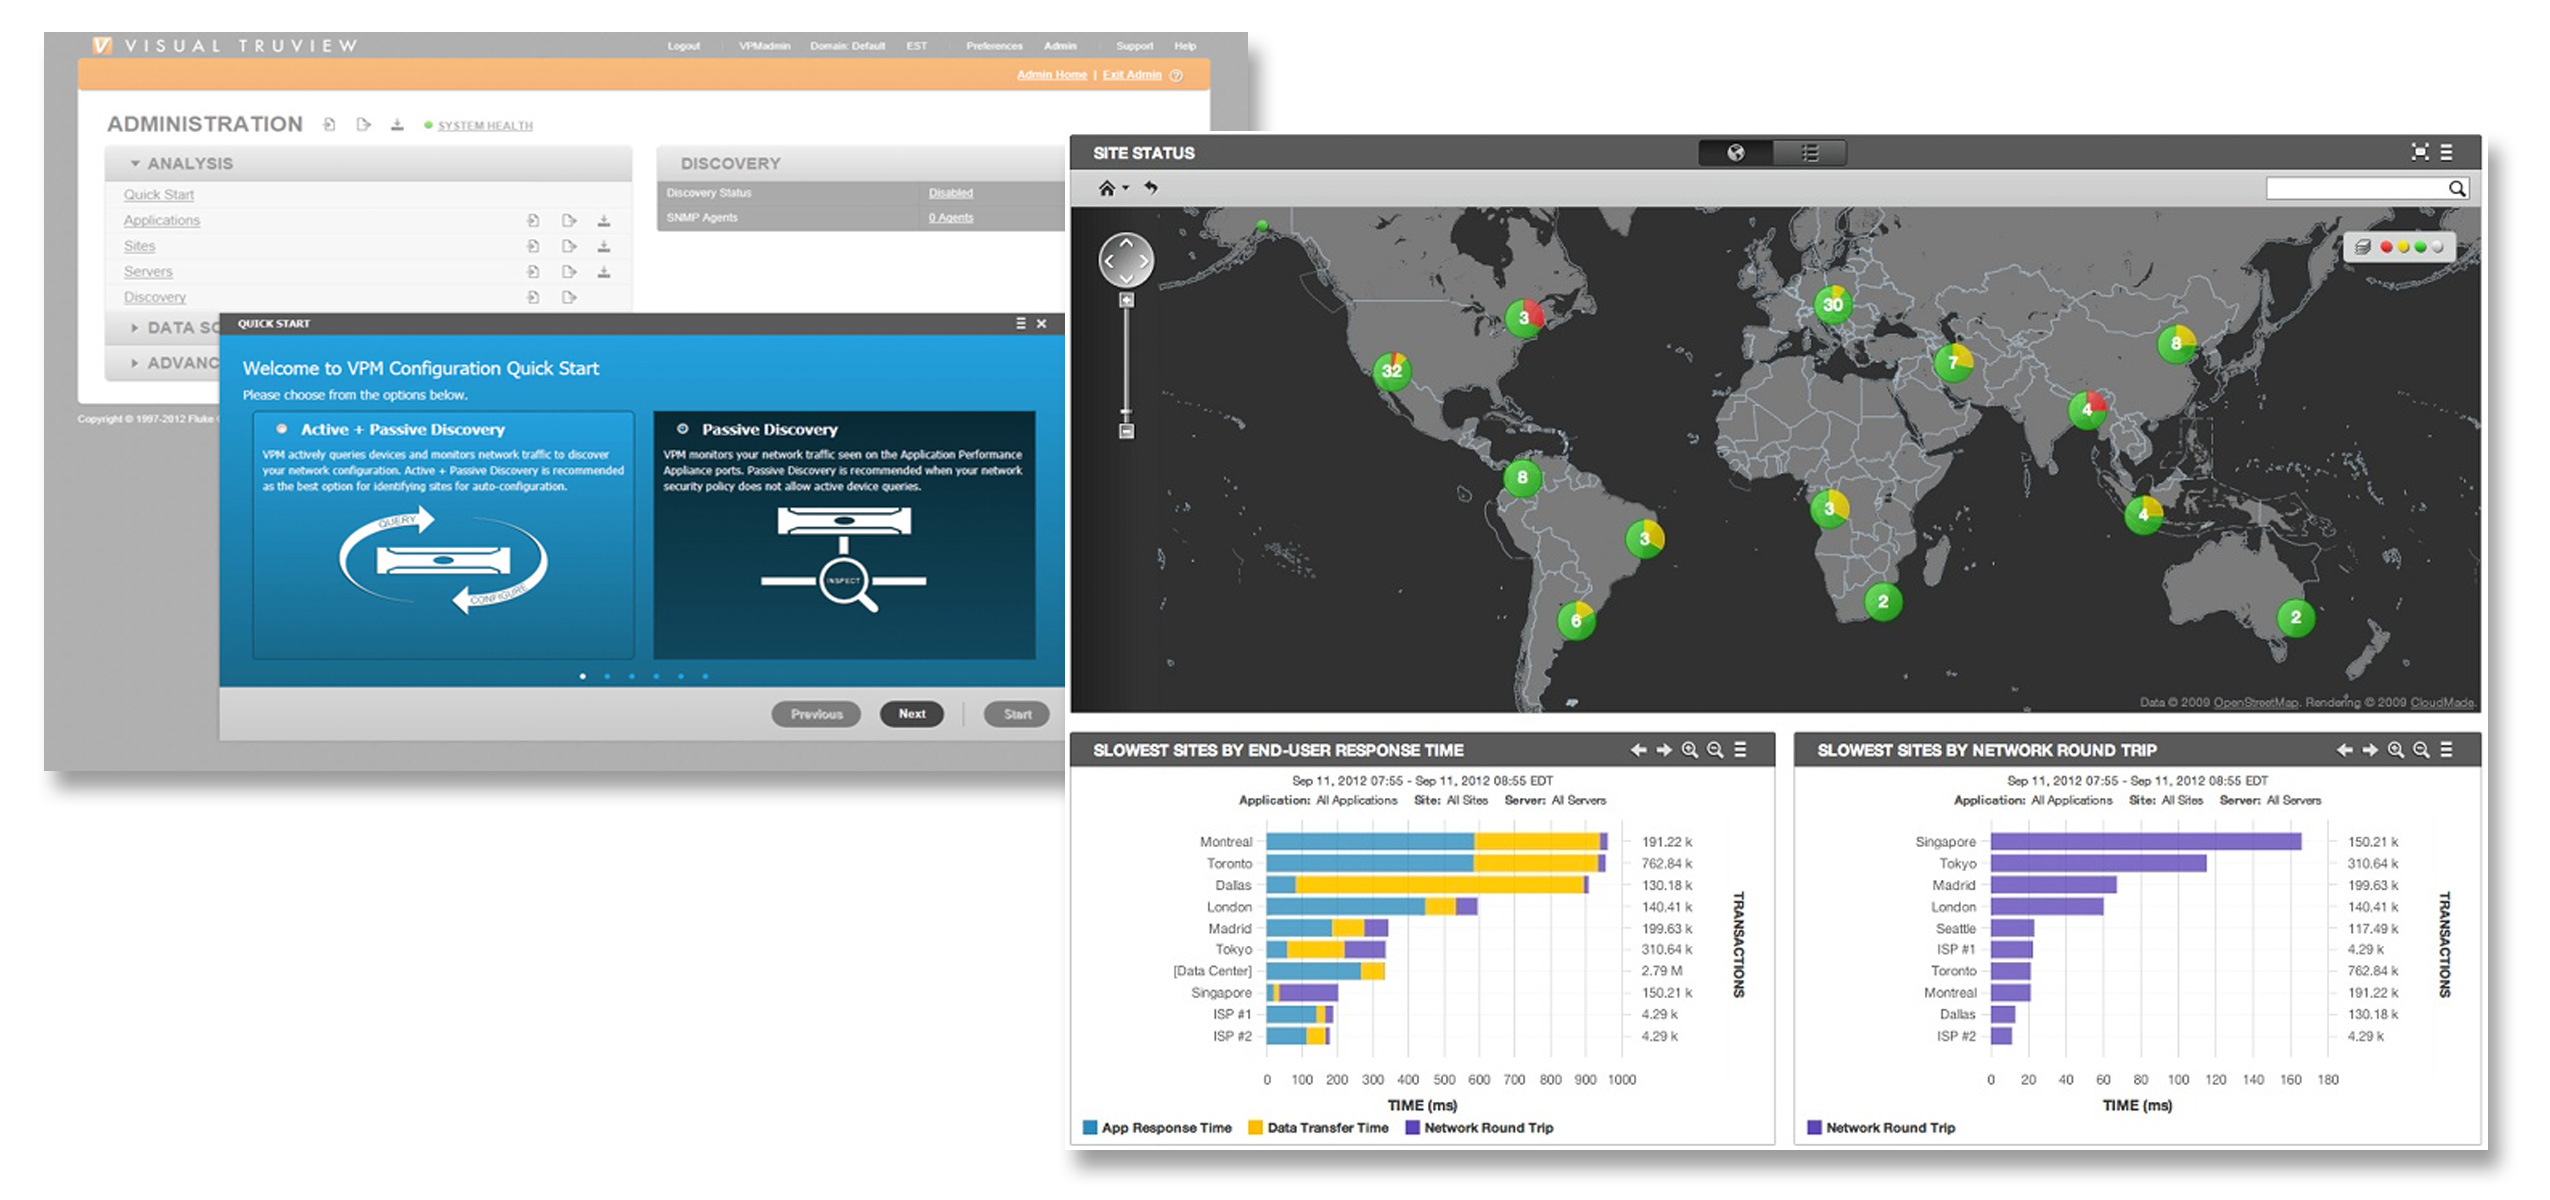 VISUAL TRUVIEW
Logout VPMadmin Domain: Default EST Preferences Admin Support Help
Admin Home | Exit Admin ?
ADMINISTRATION SYSTEM HEALTH
ANALYSIS
Quick Start
Applications
Sites
Servers
Discovery
DATA SO
ADVANC
Copyright © 1997-2012 Fluke
DISCOVERY
Discovery Status Disabled
SNMP Agents 0 Agents
QUICK START
Welcome to VPM Configuration Quick Start
Please choose from the options below.
Active + Passive Discovery
VPM actively queries devices and monitors network traffic to discover
your network configuration. Active + Passive Discovery is recommended
as the best option for identifying sites for auto-configuration.
QUERY
CONFIGURE
Passive Discovery
VPM monitors your network traffic seen on the Application Performance
Appliance ports. Passive Discovery is recommended when your network
security policy does not allow active device queries.
INSPECT
Previous Next Start
SITE STATUS
3
30
32
7
8
4
8
3
3
4
6
2
2
Data © 2009 OpenStreetMap. Rendering © 2009 CloudMade.
SLOWEST SITES BY END-USER RESPONSE TIME
Sep 11, 2012 07:55 - Sep 11, 2012 08:55 EDT
Application: All Applications Site: All Sites Server: All Servers
Montreal 191.22 k
Toronto 762.84 k
Dallas 130.18 k
London 140.41 k
Madrid 199.63 k
Tokyo 310.64 k
[Data Center] 2.79 M
Singapore 150.21 k
ISP #1 4.29 k
ISP #2 4.29 k
TRANSACTIONS
0 100 200 300 400 500 600 700 800 900 1000
TIME (ms)
App Response Time Data Transfer Time Network Round Trip
SLOWEST SITES BY NETWORK ROUND TRIP
Sep 11, 2012 07:55 - Sep 11, 2012 08:55 EDT
Application: All Applications Site: All Sites Server: All Servers
Singapore 150.21 k
Tokyo 310.64 k
Madrid 199.63 k
London 140.41 k
Seattle 117.49 k
ISP #1 4.29 k
Toronto 762.84 k
Montreal 191.22 k
Dallas 130.18 k
ISP #2 4.29 k
TRANSACTIONS
0 20 40 60 80 100 120 140 160 180
TIME (ms)
Network Round Trip